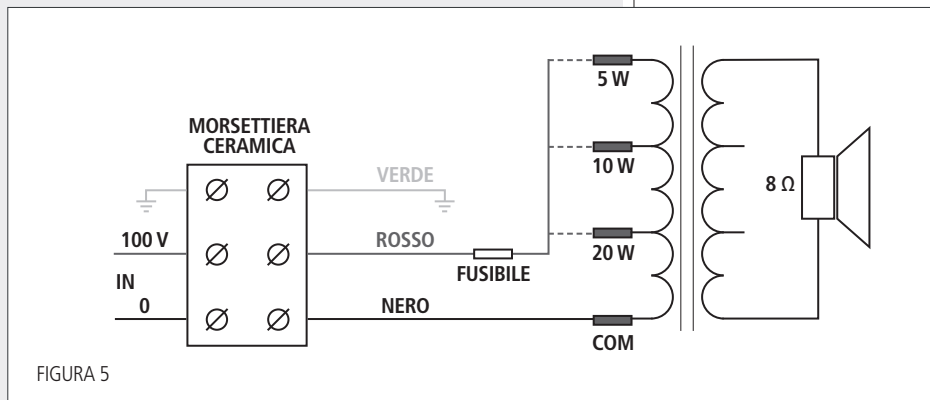 MORSETTIERA
CERAMICA
VERDE
100 V
ROSSO
FUSIBILE
IN
0
NERO
5 W
10 W
20 W
COM
8 Ω
FIGURA 5